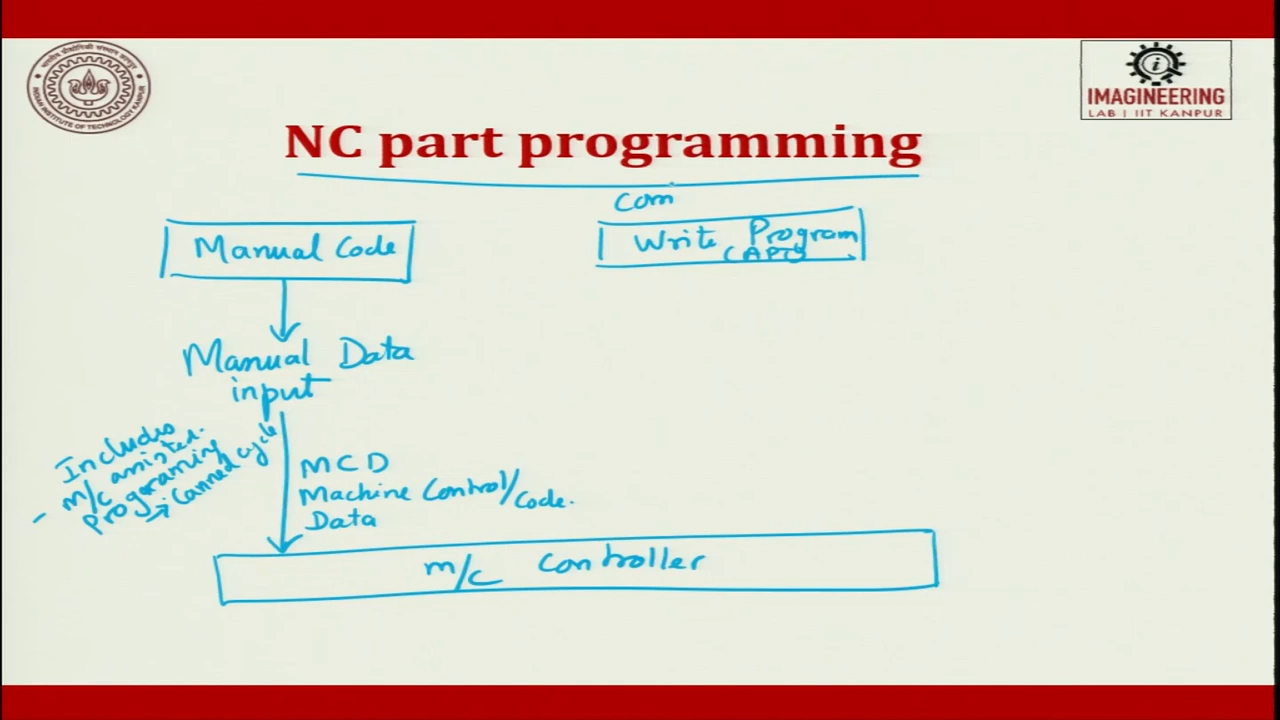 IMAGINEERING
LAB | IIT KANPUR
NC part programming
Com
Manual Code
Write Program
(APT)
Manual Data
input
Includes
m/c assisted.
Programming
→ Canned cycle
MCD
Machine Control/Code.
Data
m/c Controller